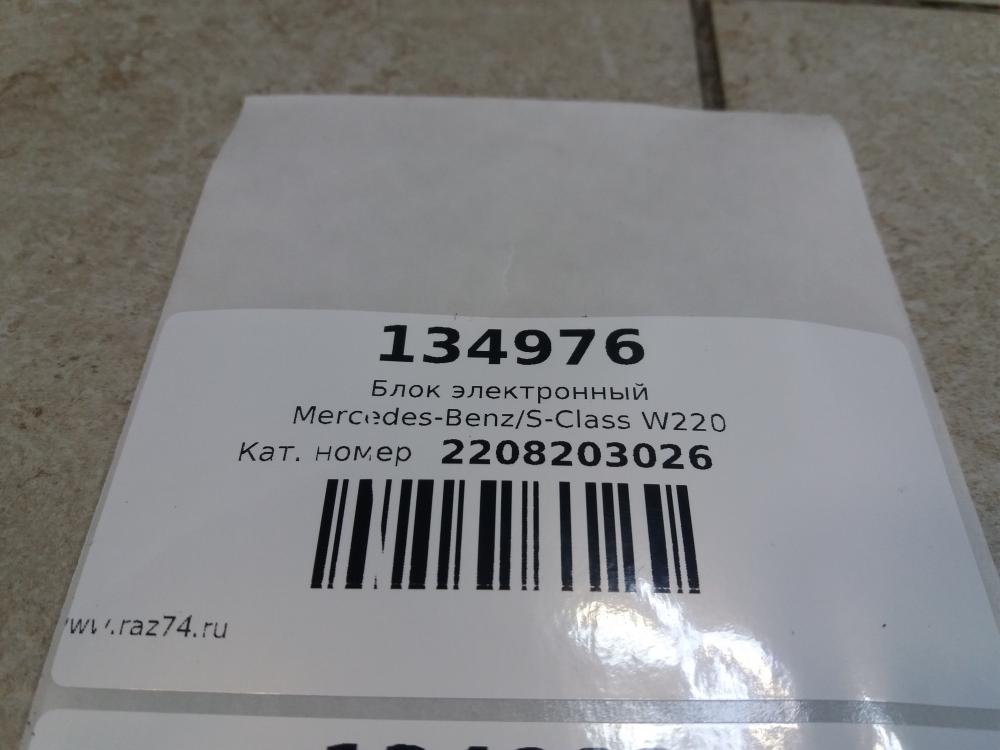 134976
Блок электронный
Mercedes-Benz/S-Class W220
Кат. номер 2208203026
www.raz74.ru